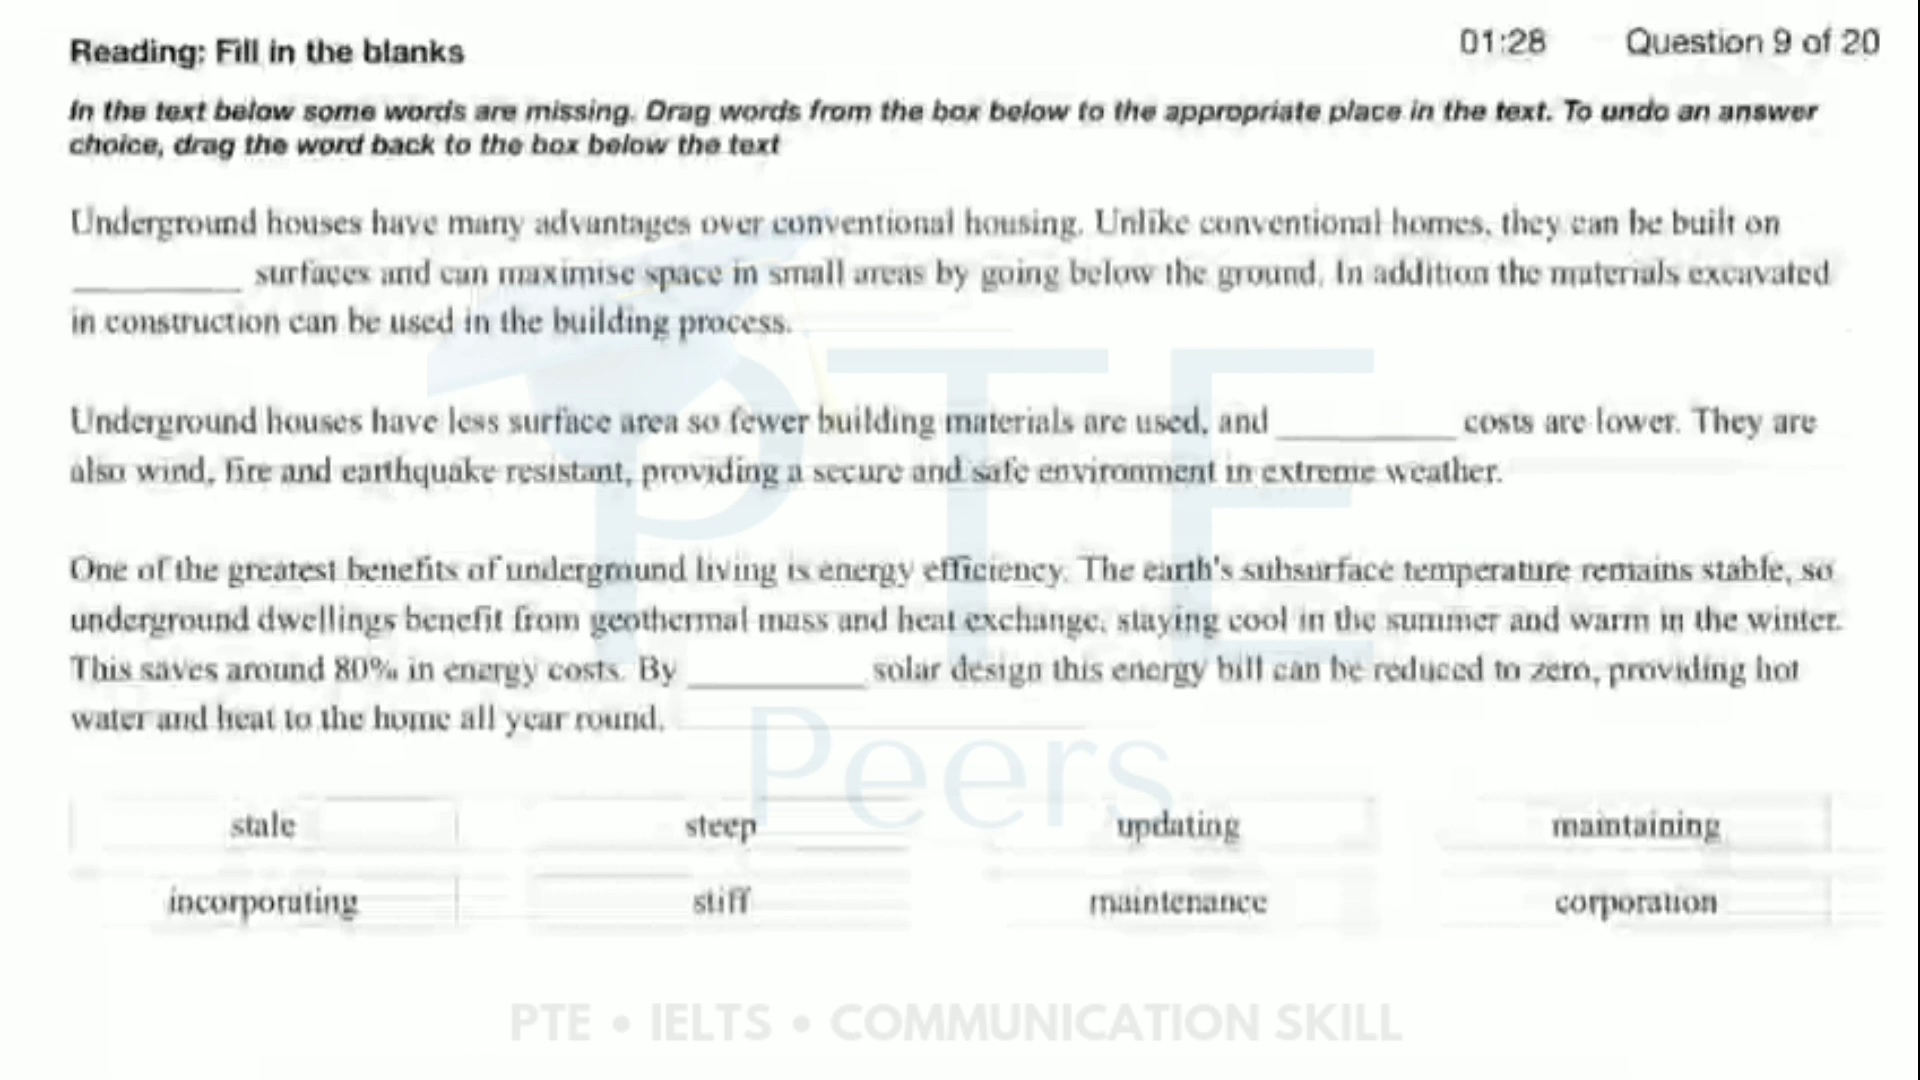 Reading: Fill in the blanks
01:28 Question 9 of 20
In the text below some words are missing. Drag words from the box below to the appropriate place in the text. To undo an answer
choice, drag the word back to the box below the text
Underground houses have many advantages over conventional housing. Unlike conventional homes, they can be built on
__________ surfaces and can maximise space in small areas by going below the ground. In addition the materials excavated
in construction can be used in the building process.
Underground houses have less surface area so fewer building materials are used, and __________ costs are lower. They are
also wind, fire and earthquake resistant, providing a secure and safe environment in extreme weather.
One of the greatest benefits of underground living is energy efficiency. The earth's subsurface temperature remains stable, so
underground dwellings benefit from geothermal mass and heat exchange, staying cool in the summer and warm in the winter.
This saves around 80% in energy costs. By __________ solar design this energy bill can be reduced to zero, providing hot
water and heat to the home all year round.
stale steep updating maintaining
incorporating stiff maintenance corporation
PTE
Peers
PTE • IELTS • COMMUNICATION SKILL